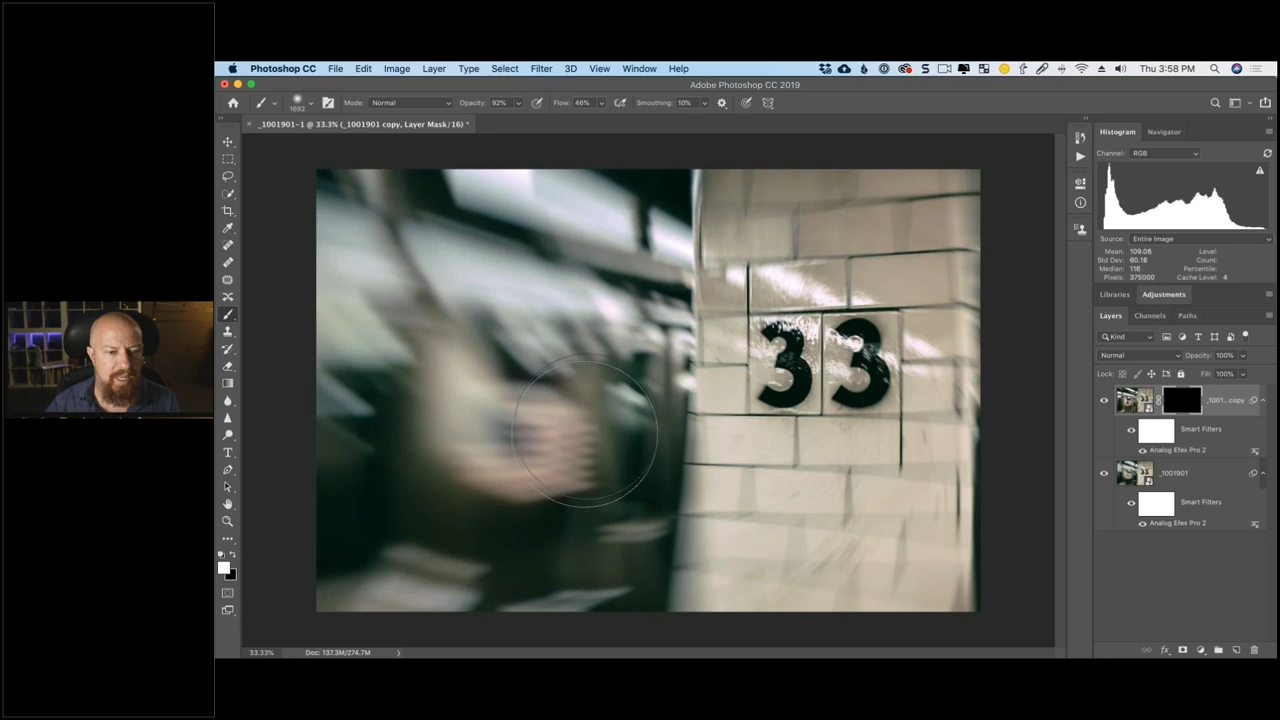 Photoshop CC File Edit Image Layer Type Select Filter 3D View Window Help Thu 3:58 PM
Adobe Photoshop CC 2019
1692 Mode: Normal Opacity: 92% Flow: 46% Smoothing: 10%
_1001901-1 @ 33.3% (_1001901 copy, Layer Mask/16) *
Histogram Navigator
Channel: RGB
Source: Entire Image
Mean: 109.08 Level:
Std Dev: 60.18 Count:
Median: 116 Percentile:
Pixels: 375000 Cache Level: 4
Libraries Adjustments
Layers Channels Paths
Kind
Normal Opacity: 100%
Lock: Fill: 100%
_1001...copy
Smart Filters
Analog Efex Pro 2
_1001901
Smart Filters
Analog Efex Pro 2
33
33.33% Doc: 137.3M/274.7M